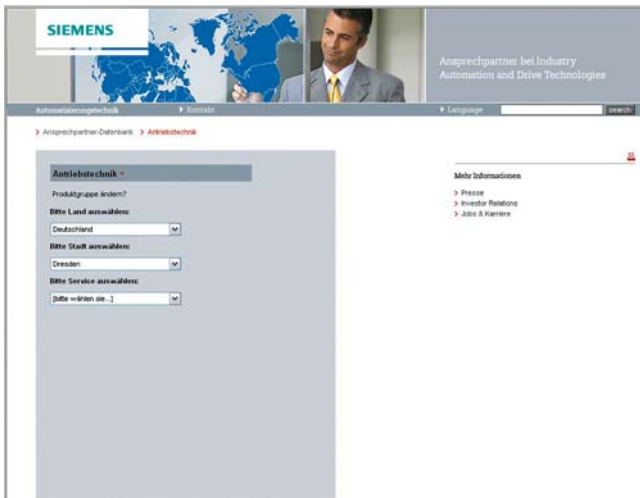 SIEMENS
Ansprechpartner bei Industry
Automation and Drive Technologies
Automatisierungstechnik
Kontakt
Language
search
Ansprechpartner-Datenbank
Antriebstechnik
Antriebstechnik
Produktgruppe ändern?
Bitte Land auswählen:
Deutschland
Bitte Stadt auswählen:
Dresden
Bitte Service auswählen:
[bitte wählen sie...]
Mehr Informationen
Presse
Investor Relations
Jobs & Karriere